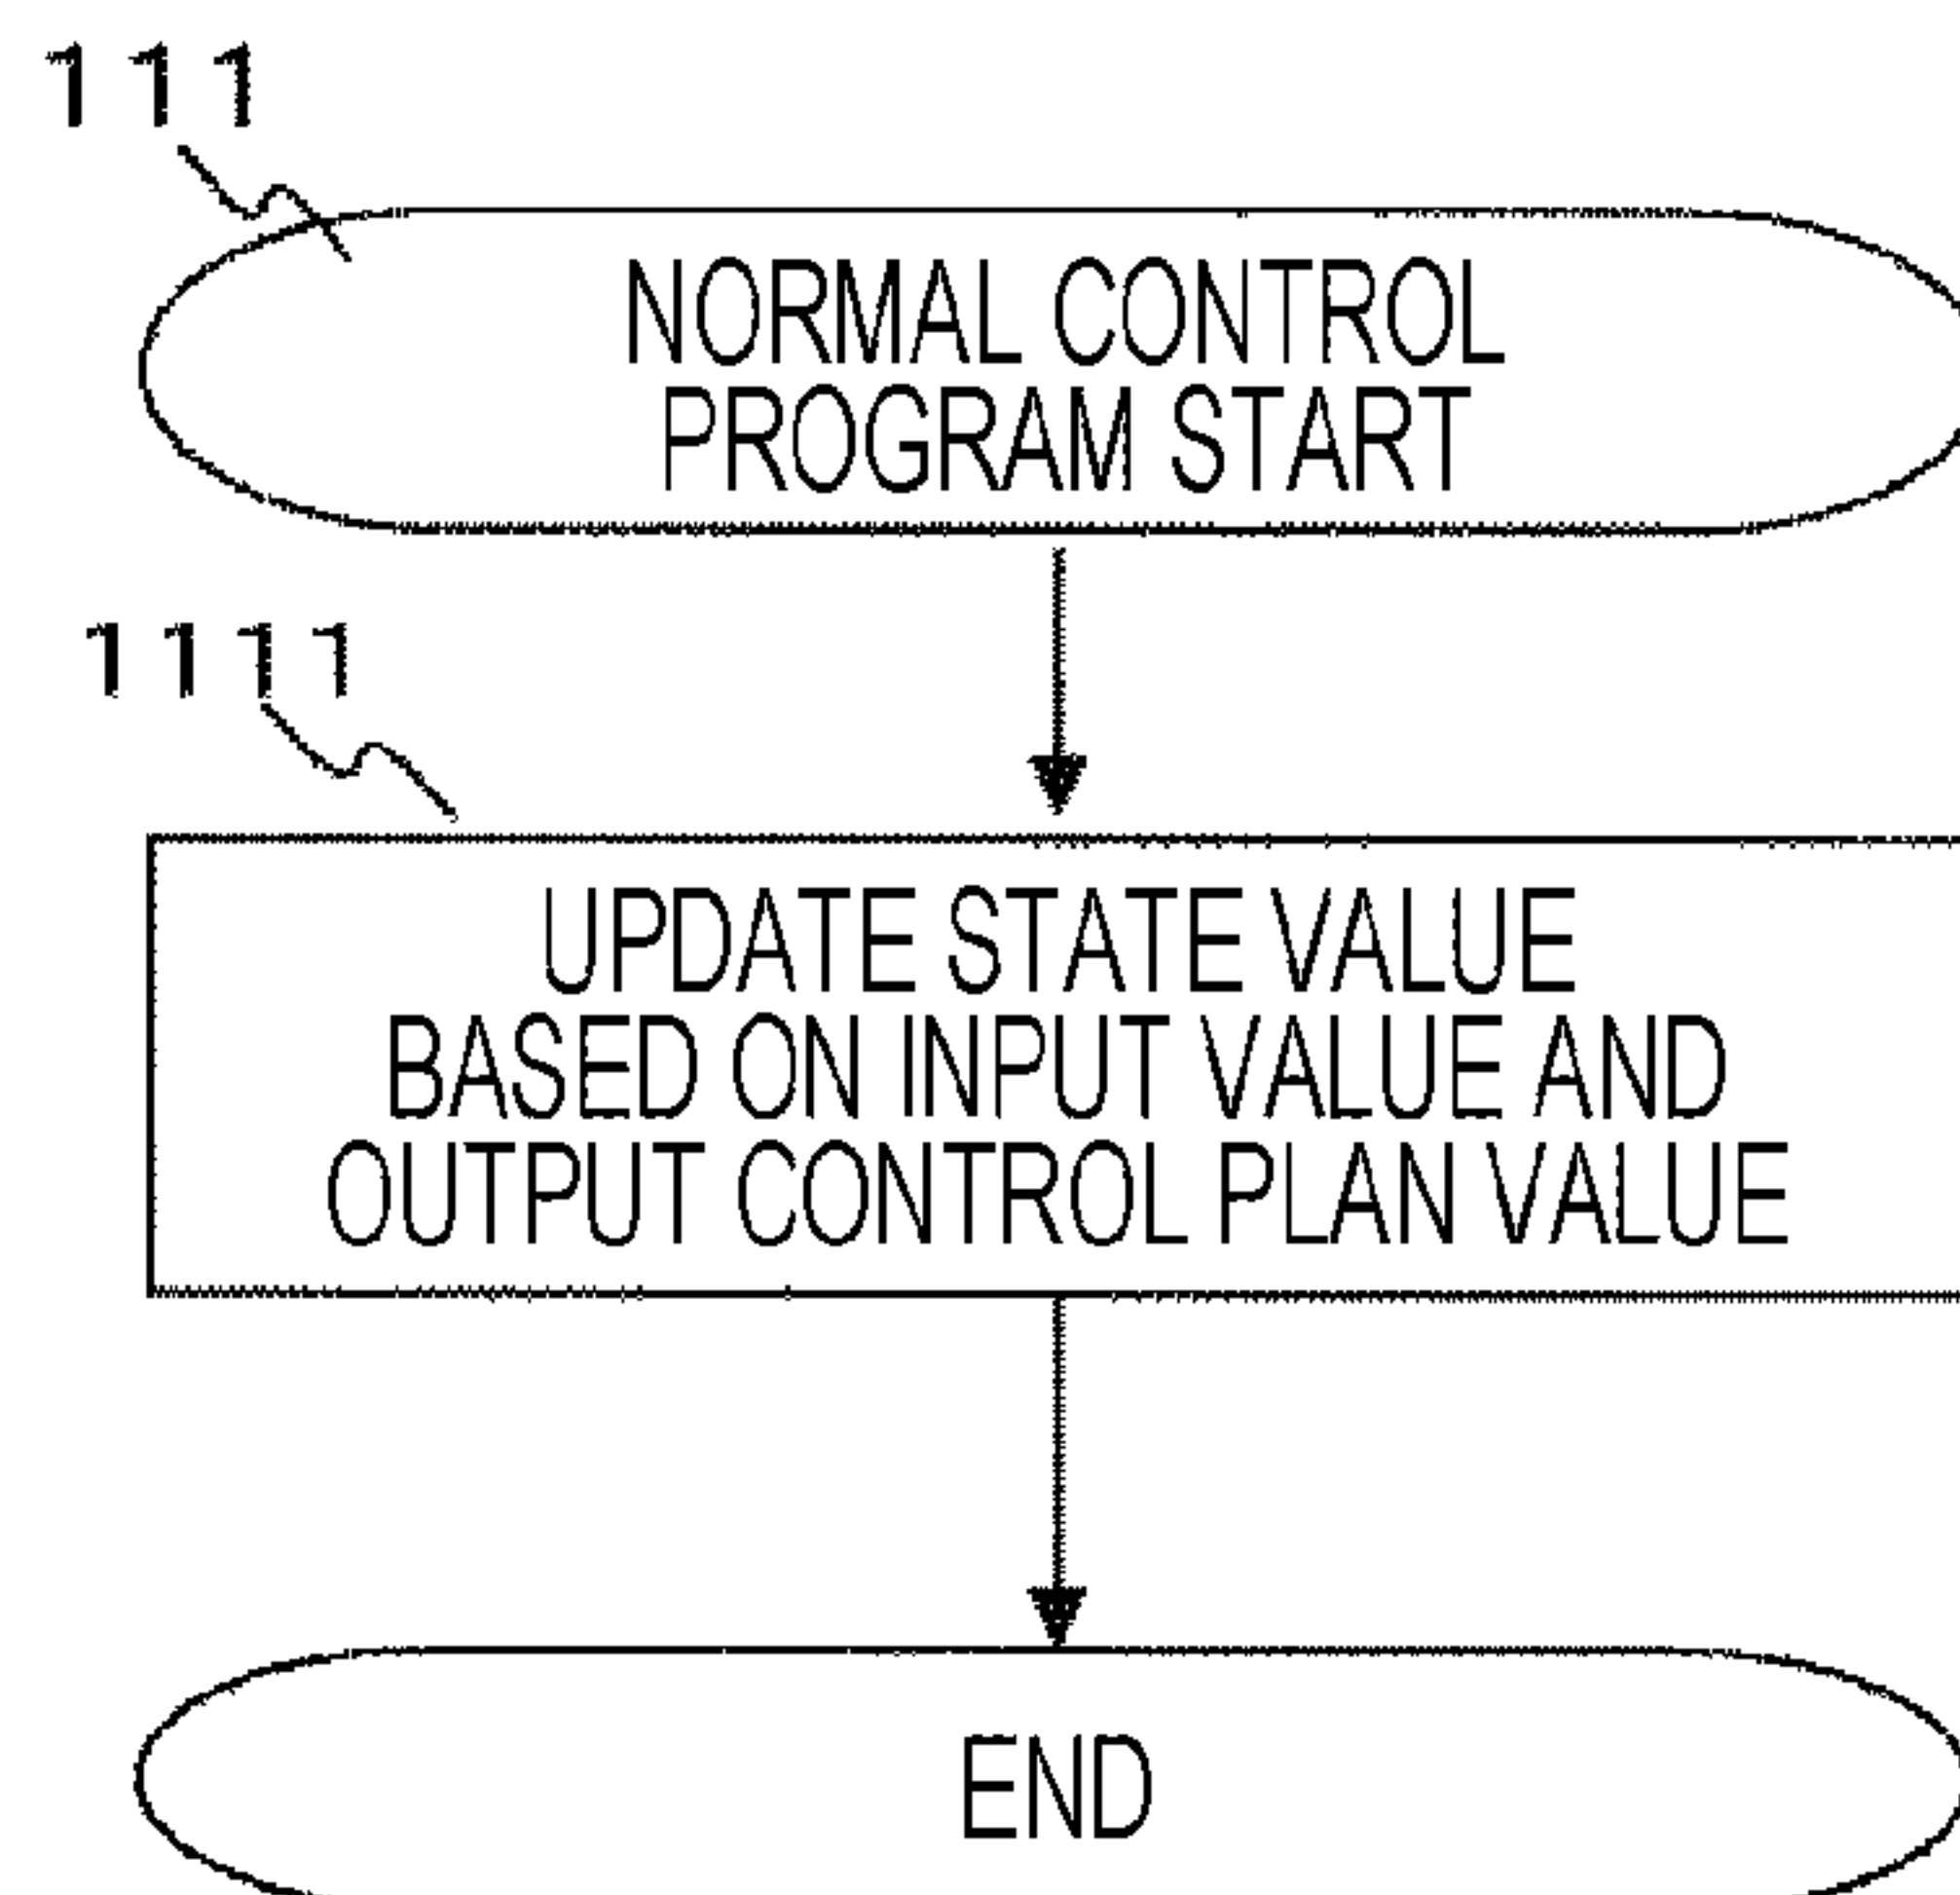 111
NORMAL CONTROL
PROGRAM START
1111
UPDATE STATE VALUE
BASED ON INPUT VALUE AND
OUTPUT CONTROL PLAN VALUE
END